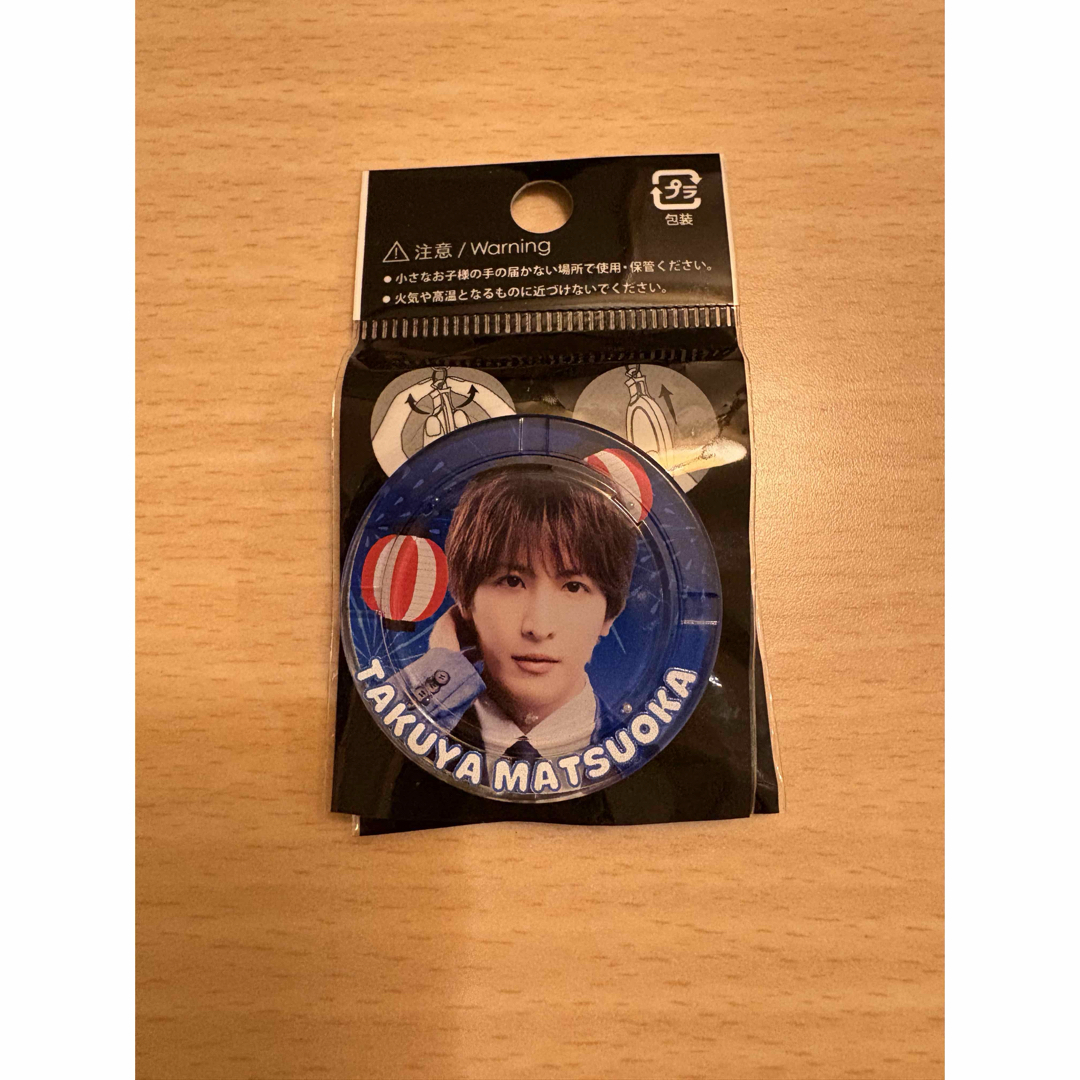 プラ
包装
注意 / Warning
● 小さなお子様の手の届かない場所で使用・保管ください。
● 火気や高温となるものに近づけないでください。
TAKUYA MATSUOKA